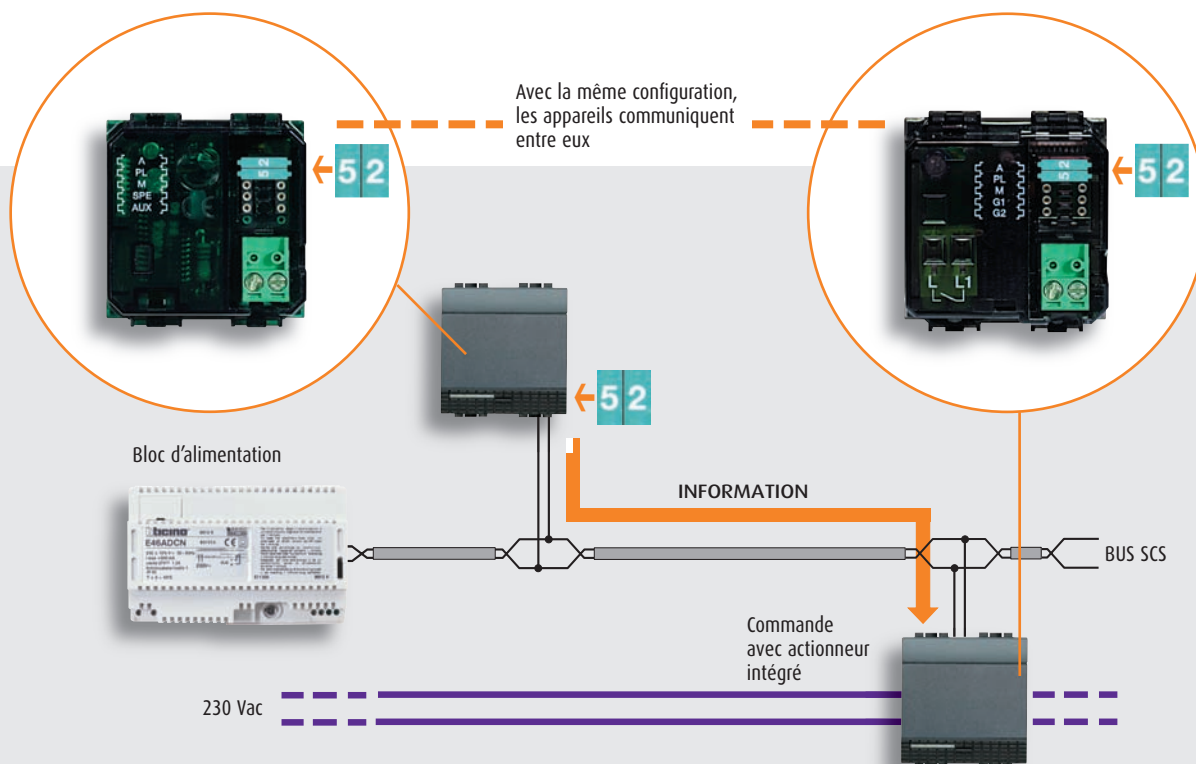 Avec la même configuration,
les appareils communiquent
entre eux
A
PL
M
SPE
AUX
5 2
5 2
A
PL
M
G1
G2
5 2
5 2
L L1
5 2
Bloc d'alimentation
bticino
E46ADCN
INFORMATION
BUS SCS
Commande
avec actionneur
intégré
230 Vac